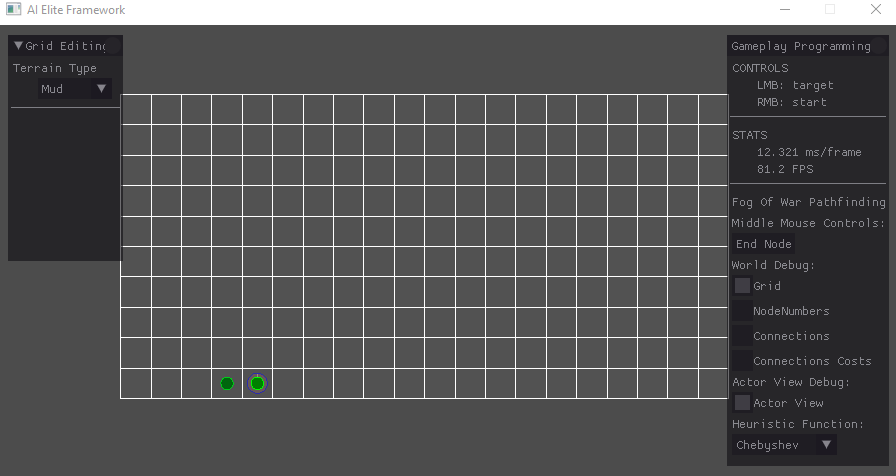 AI Elite Framework
Grid Editing
Terrain Type
Mud
Gameplay Programming
CONTROLS
LMB: target
RMB: start
STATS
12.321 ms/frame
81.2 FPS
Fog Of War Pathfinding
Middle Mouse Controls:
End Node
World Debug:
Grid
NodeNumbers
Connections
Connections Costs
Actor View Debug:
Actor View
Heuristic Function:
Chebyshev